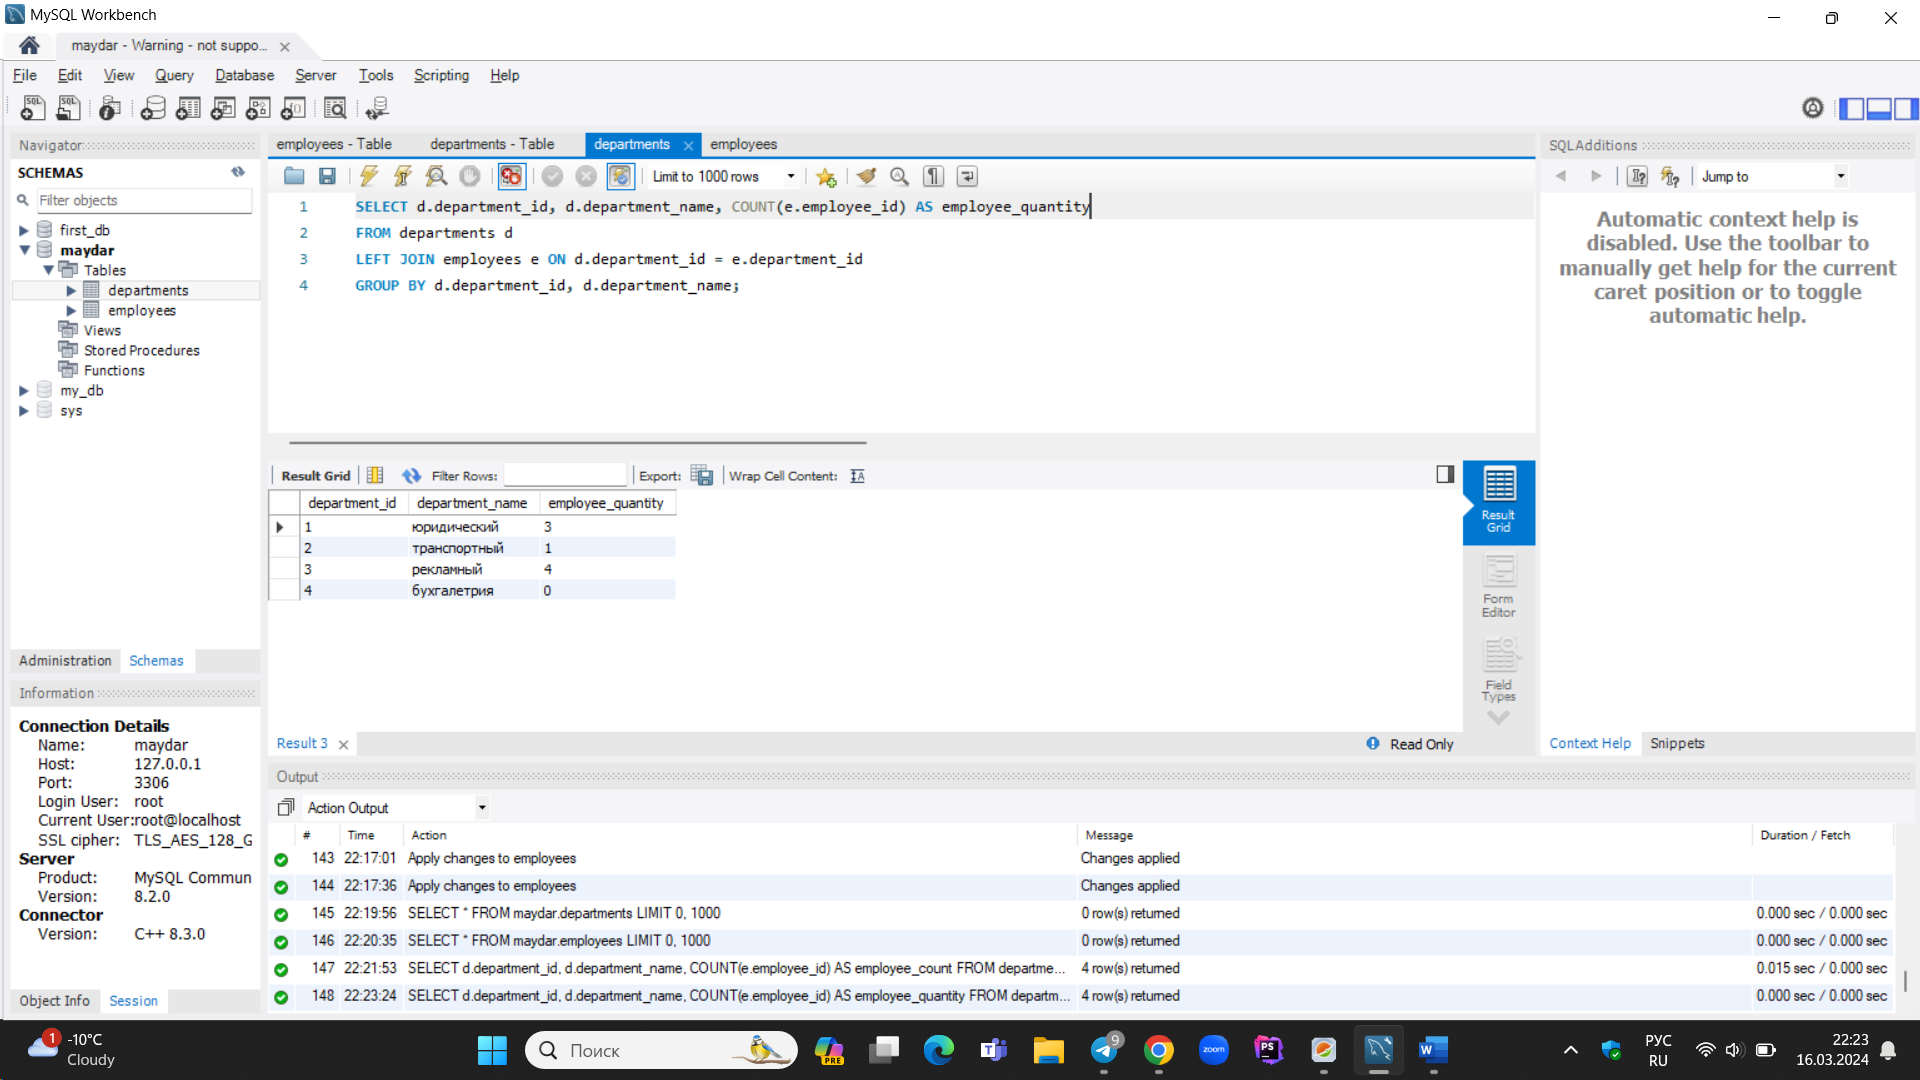 MySQL Workbench
maydar - Warning - not suppo...
File Edit View Query Database Server Tools Scripting Help
Navigator
SCHEMAS
Filter objects
first_db
maydar
Tables
departments
employees
Views
Stored Procedures
Functions
my_db
sys
Administration Schemas
Information
Connection Details
Name: maydar
Host: 127.0.0.1
Port: 3306
Login User: root
Current User:root@localhost
SSL cipher: TLS_AES_128_G
Server
Product: MySQL Commun
Version: 8.2.0
Connector
Version: C++ 8.3.0
Object Info Session
employees - Table departments - Table departments employees
Limit to 1000 rows
1 SELECT d.department_id, d.department_name, COUNT(e.employee_id) AS employee_quantity
2 FROM departments d
3 LEFT JOIN employees e ON d.department_id = e.department_id
4 GROUP BY d.department_id, d.department_name;
Result Grid Filter Rows: Export: Wrap Cell Content:
department_id department_name employee_quantity
1 юридический 3
2 транспортный 1
3 рекламный 4
4 бухгалетрия 0
Result
Grid
Form
Editor
Field
Types
Result 3 Read Only
SQLAdditions
Jump to
Automatic context help is
disabled. Use the toolbar to
manually get help for the current
caret position or to toggle
automatic help.
Context Help Snippets
Output
Action Output
# Time Action Message Duration / Fetch
143 22:17:01 Apply changes to employees Changes applied
144 22:17:36 Apply changes to employees Changes applied
145 22:19:56 SELECT * FROM maydar.departments LIMIT 0, 1000 0 row(s) returned 0.000 sec / 0.000 sec
146 22:20:35 SELECT * FROM maydar.employees LIMIT 0, 1000 0 row(s) returned 0.000 sec / 0.000 sec
147 22:21:53 SELECT d.department_id, d.department_name, COUNT(e.employee_id) AS employee_count FROM departme... 4 row(s) returned 0.015 sec / 0.000 sec
148 22:23:24 SELECT d.department_id, d.department_name, COUNT(e.employee_id) AS employee_quantity FROM departm... 4 row(s) returned 0.000 sec / 0.000 sec
1
-10°C
Cloudy
Поиск
PRE
9
zoom
PS
W
РУС
RU
22:23
16.03.2024